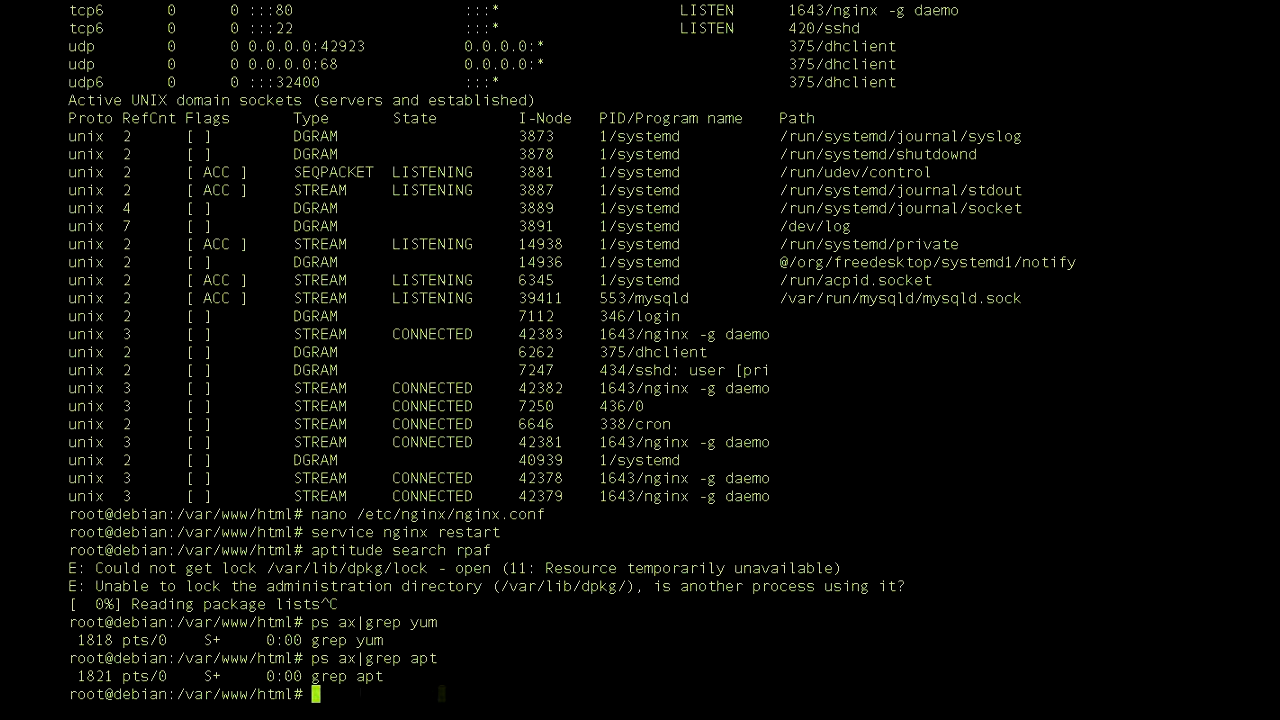 tcp6       0      0 :::80                   :::*                    LISTEN      1643/nginx -g daemo
tcp6       0      0 :::22                   :::*                    LISTEN      420/sshd
udp        0      0 0.0.0.0:42923           0.0.0.0:*                           375/dhclient
udp        0      0 0.0.0.0:68              0.0.0.0:*                           375/dhclient
udp6       0      0 :::32400                :::*                                375/dhclient
Active UNIX domain sockets (servers and established)
Proto RefCnt Flags       Type       State         I-Node   PID/Program name    Path
unix  2      [ ]         DGRAM                    3873     1/systemd           /run/systemd/journal/syslog
unix  2      [ ]         DGRAM                    3878     1/systemd           /run/systemd/shutdownd
unix  2      [ ACC ]     SEQPACKET  LISTENING     3881     1/systemd           /run/udev/control
unix  2      [ ACC ]     STREAM     LISTENING     3887     1/systemd           /run/systemd/journal/stdout
unix  4      [ ]         DGRAM                    3889     1/systemd           /run/systemd/journal/socket
unix  7      [ ]         DGRAM                    3891     1/systemd           /dev/log
unix  2      [ ACC ]     STREAM     LISTENING     14938    1/systemd           /run/systemd/private
unix  2      [ ]         DGRAM                    14936    1/systemd           @/org/freedesktop/systemd1/notify
unix  2      [ ACC ]     STREAM     LISTENING     6345     1/systemd           /run/acpid.socket
unix  2      [ ACC ]     STREAM     LISTENING     39411    553/mysqld          /var/run/mysqld/mysqld.sock
unix  2      [ ]         DGRAM                    7112     346/login
unix  3      [ ]         STREAM     CONNECTED     42383    1643/nginx -g daemo
unix  2      [ ]         DGRAM                    6262     375/dhclient
unix  2      [ ]         DGRAM                    7247     434/sshd: user [pri
unix  3      [ ]         STREAM     CONNECTED     42382    1643/nginx -g daemo
unix  3      [ ]         STREAM     CONNECTED     7250     436/0
unix  2      [ ]         STREAM     CONNECTED     6646     338/cron
unix  3      [ ]         STREAM     CONNECTED     42381    1643/nginx -g daemo
unix  2      [ ]         DGRAM                    40939    1/systemd
unix  3      [ ]         STREAM     CONNECTED     42378    1643/nginx -g daemo
unix  3      [ ]         STREAM     CONNECTED     42379    1643/nginx -g daemo
root@debian:/var/www/html# nano /etc/nginx/nginx.conf
root@debian:/var/www/html# service nginx restart
root@debian:/var/www/html# aptitude search rpaf
E: Could not get lock /var/lib/dpkg/lock - open (11: Resource temporarily unavailable)
E: Unable to lock the administration directory (/var/lib/dpkg/), is another process using it?
[  0%] Reading package lists^C
root@debian:/var/www/html# ps ax|grep yum
 1818 pts/0    S+     0:00 grep yum
root@debian:/var/www/html# ps ax|grep apt
 1821 pts/0    S+     0:00 grep apt
root@debian:/var/www/html#